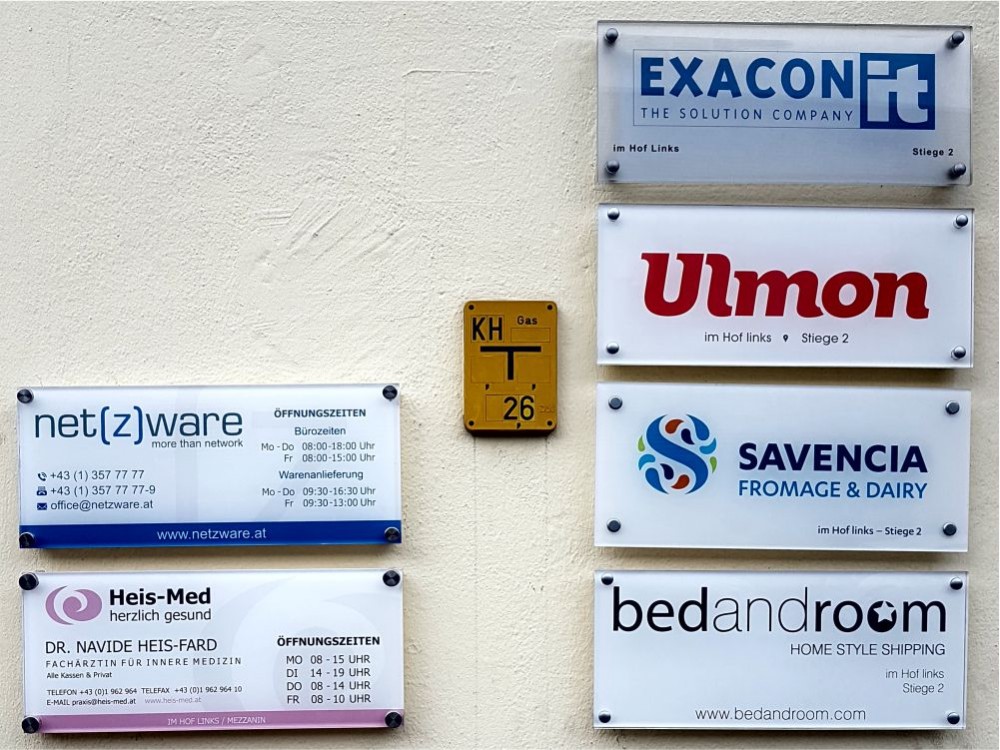 EXACON it
THE SOLUTION COMPANY
im Hof Links Stiege 2
Ulmon
im Hof links Stiege 2
KH Gas
26
SAVENCIA
FROMAGE & DAIRY
im Hof links – Stiege 2
bedandroom
HOME STYLE SHIPPING
im Hof links
Stiege 2
www.bedandroom.com
net(z)ware
more than network
+43 (1) 357 77 77
+43 (1) 357 77 77-9
office@netzware.at
ÖFFNUNGSZEITEN
Bürozeiten
Mo - Do 08:00-18:00 Uhr
Fr 08:00-15:00 Uhr
Warenanlieferung
Mo - Do 09:30-16:30 Uhr
Fr 09:30-13:00 Uhr
www.netzware.at
Heis-Med
herzlich gesund
DR. NAVIDE HEIS-FARD
FACHÄRZTIN FÜR INNERE MEDIZIN
Alle Kassen & Privat
TELEFON +43 (0)1 962 964 TELEFAX +43 (0)1 962 964 10
E-MAIL praxis@heis-med.at www.heis-med.at
ÖFFNUNGSZEITEN
MO 08 - 15 UHR
DI 14 - 19 UHR
DO 08 - 14 UHR
FR 08 - 10 UHR
IM HOF LINKS / MEZZANIN